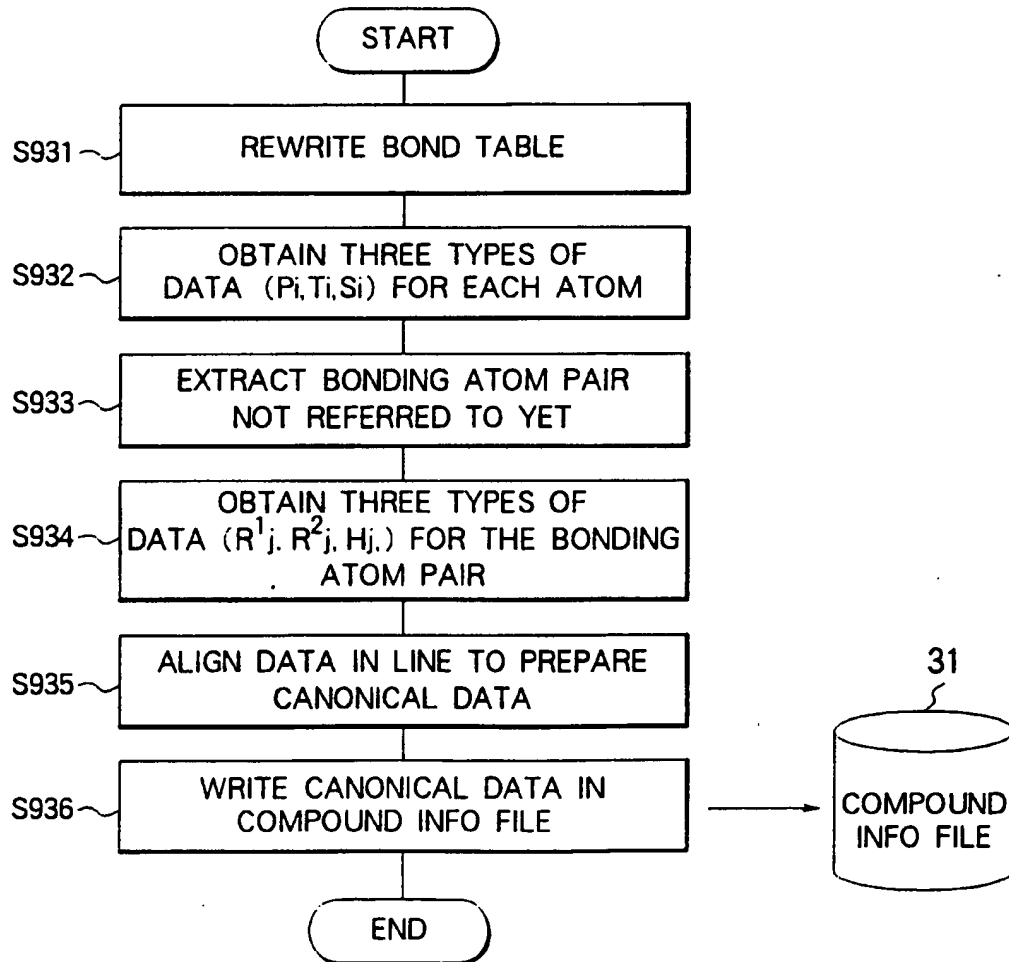 START
S931
REWRITE BOND TABLE
S932
OBTAIN THREE TYPES OF
DATA (Pi,Ti,Si) FOR EACH ATOM
S933
EXTRACT BONDING ATOM PAIR
NOT REFERRED TO YET
S934
OBTAIN THREE TYPES OF
DATA (R¹j. R²j, Hj,) FOR THE BONDING
ATOM PAIR
S935
ALIGN DATA IN LINE TO PREPARE
CANONICAL DATA
31
S936
WRITE CANONICAL DATA IN
COMPOUND INFO FILE
COMPOUND
INFO FILE
END